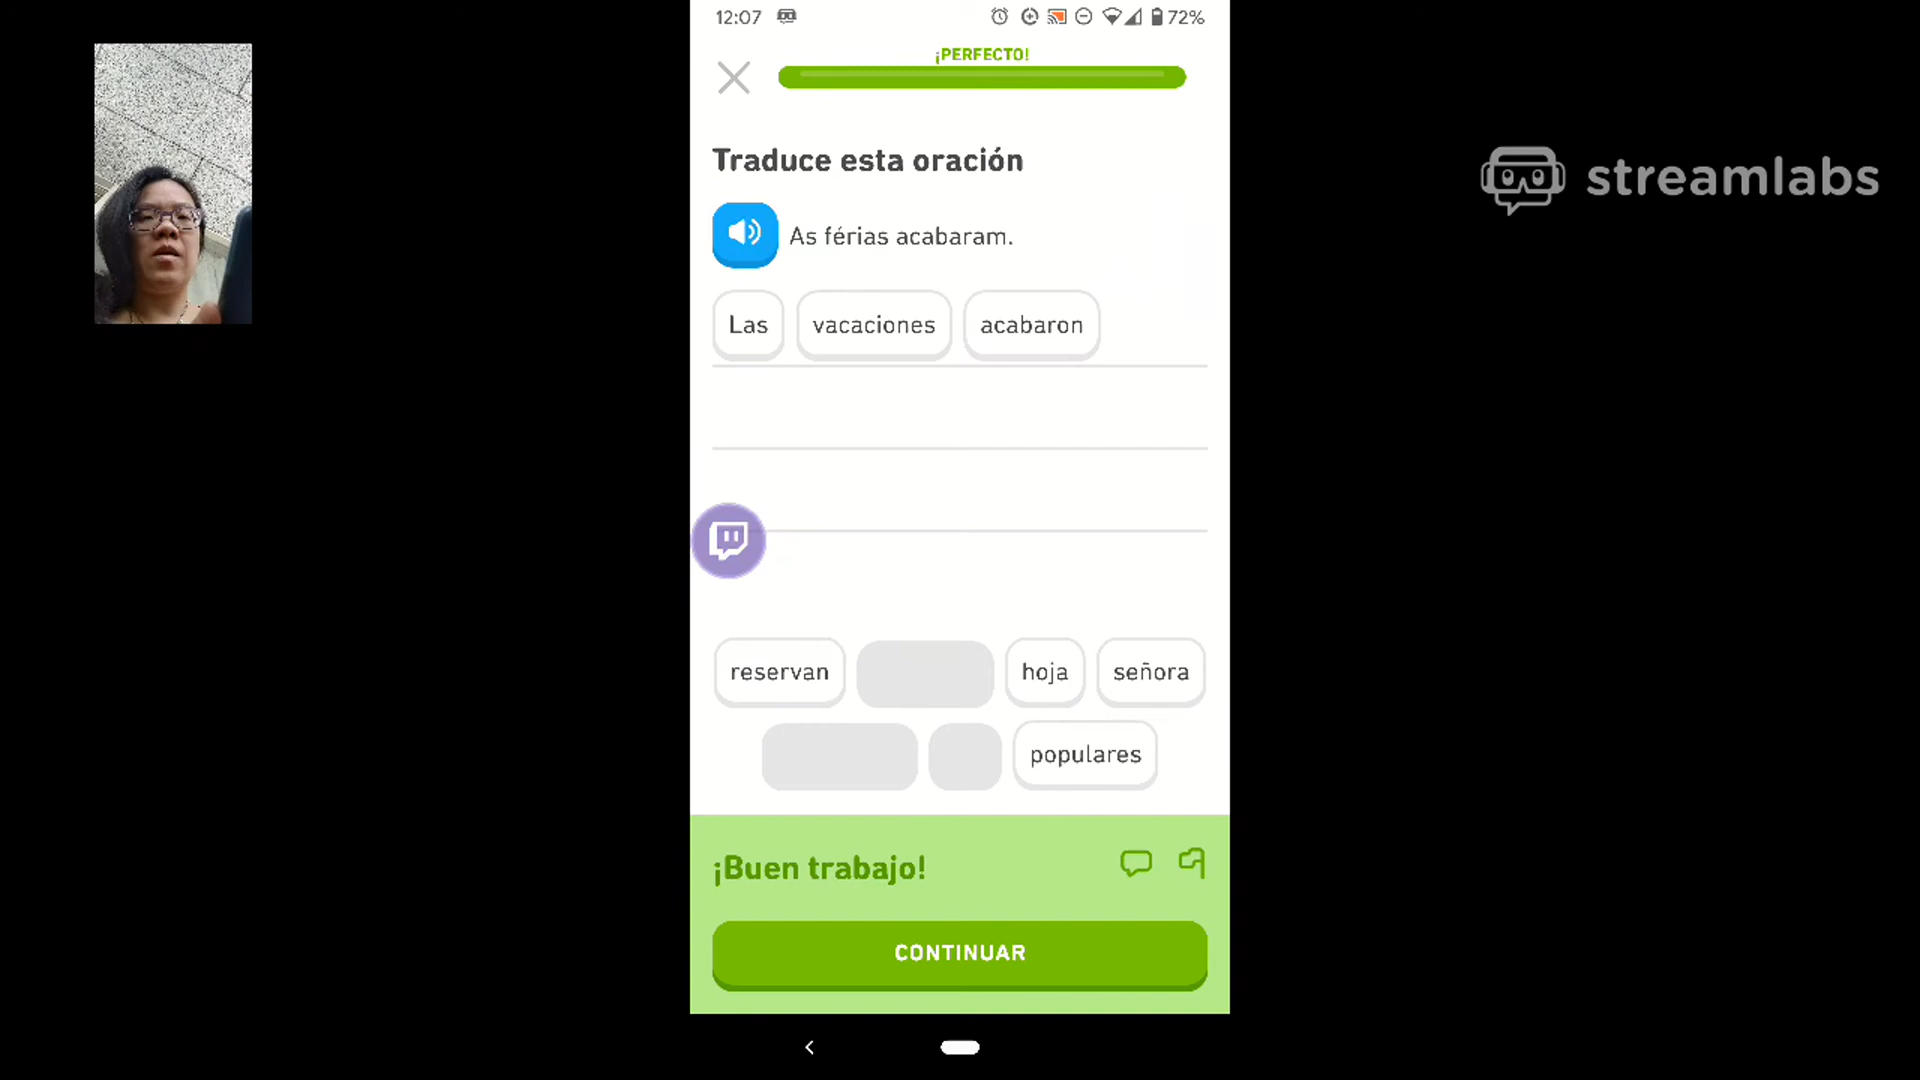 12:07
72%
¡PERFECTO!
Traduce esta oración
As férias acabaram.
Las vacaciones acabaron
reservan hoja señora
populares
¡Buen trabajo!
CONTINUAR
streamlabs